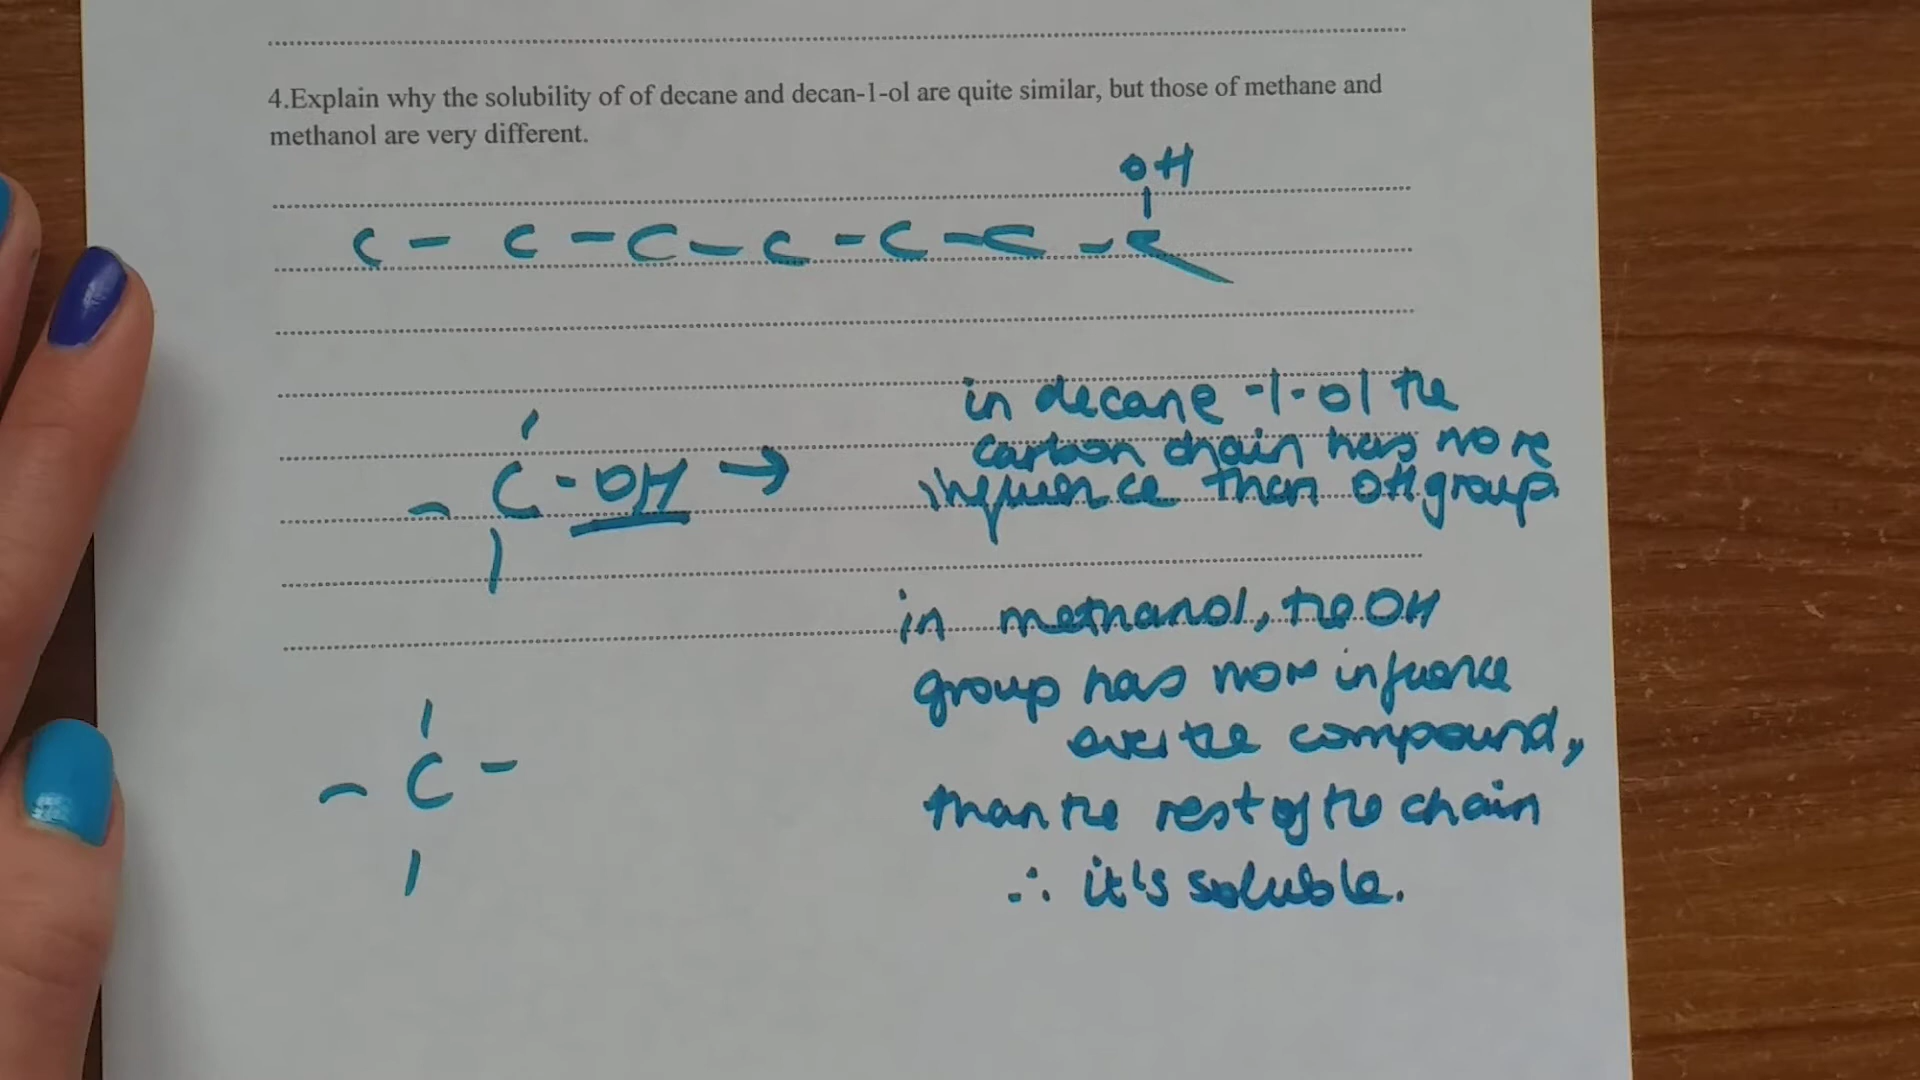 4.Explain why the solubility of of decane and decan-1-ol are quite similar, but those of methane and
methanol are very different.
OH
C - C - C - C - C - C - C
in decane -1-ol the
carbon chain has more
influence than OH group.
C - OH →
in methanol, the OH
group has more influence
over the compound,
than the rest of the chain
C
∴ it's soluble.